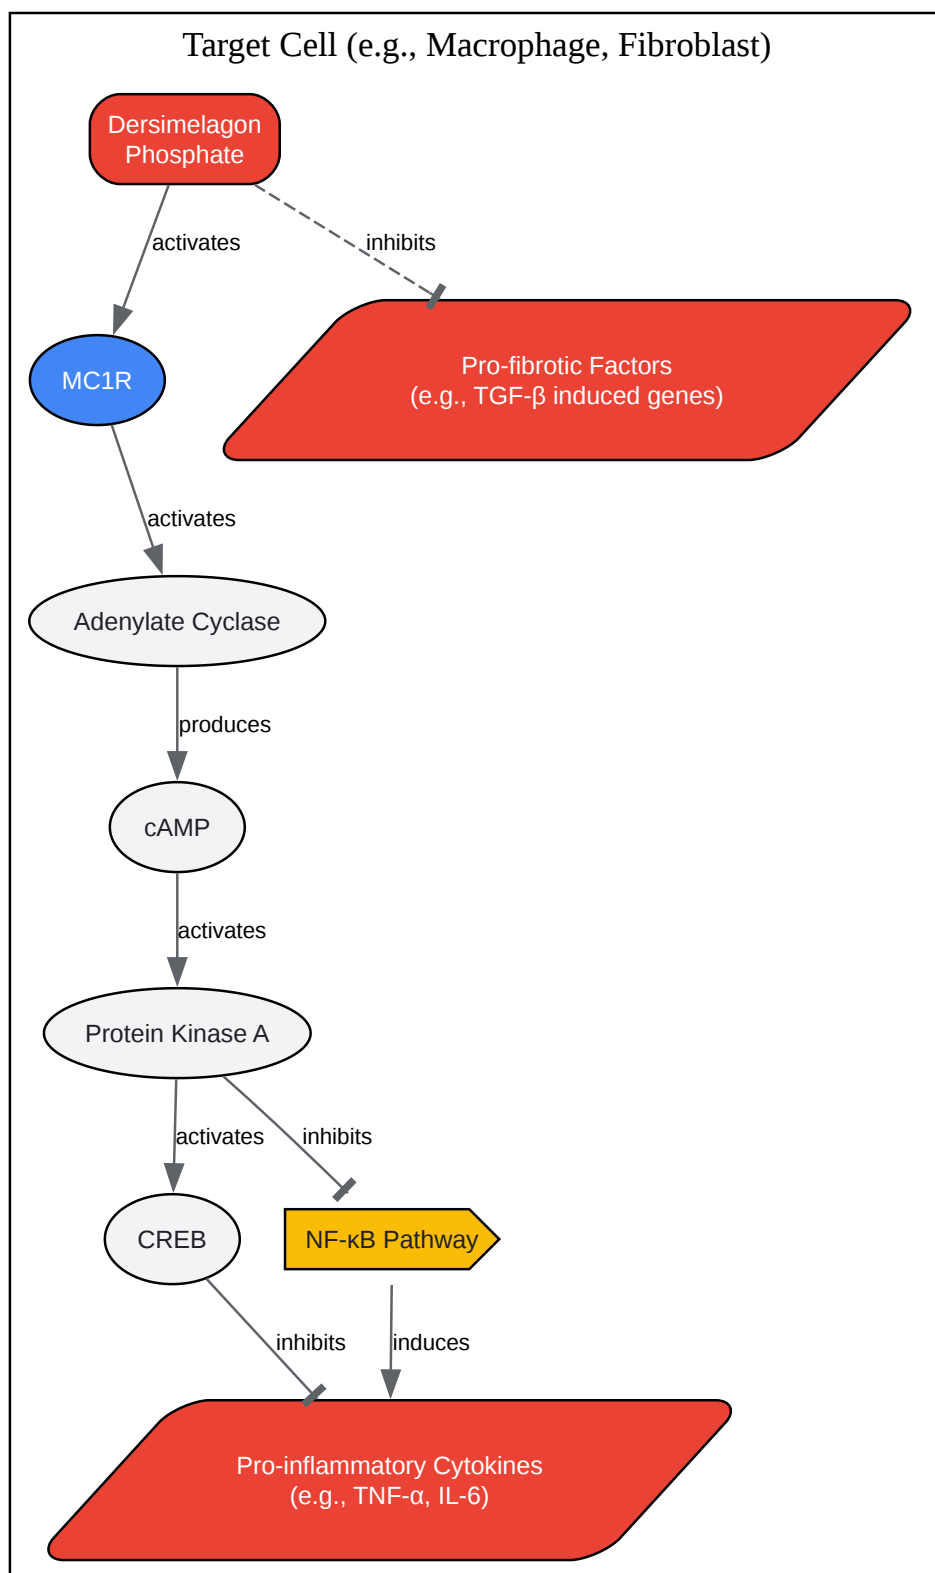 Target Cell (e.g., Macrophage, Fibroblast)
Dersimelagon
Phosphate
activates
inhibits
MC1R
Pro-fibrotic Factors
(e.g., TGF-β induced genes)
activates
Adenylate Cyclase
produces
cAMP
activates
Protein Kinase A
activates
inhibits
CREB
NF-κB Pathway
inhibits
induces
Pro-inflammatory Cytokines
(e.g., TNF-α, IL-6)